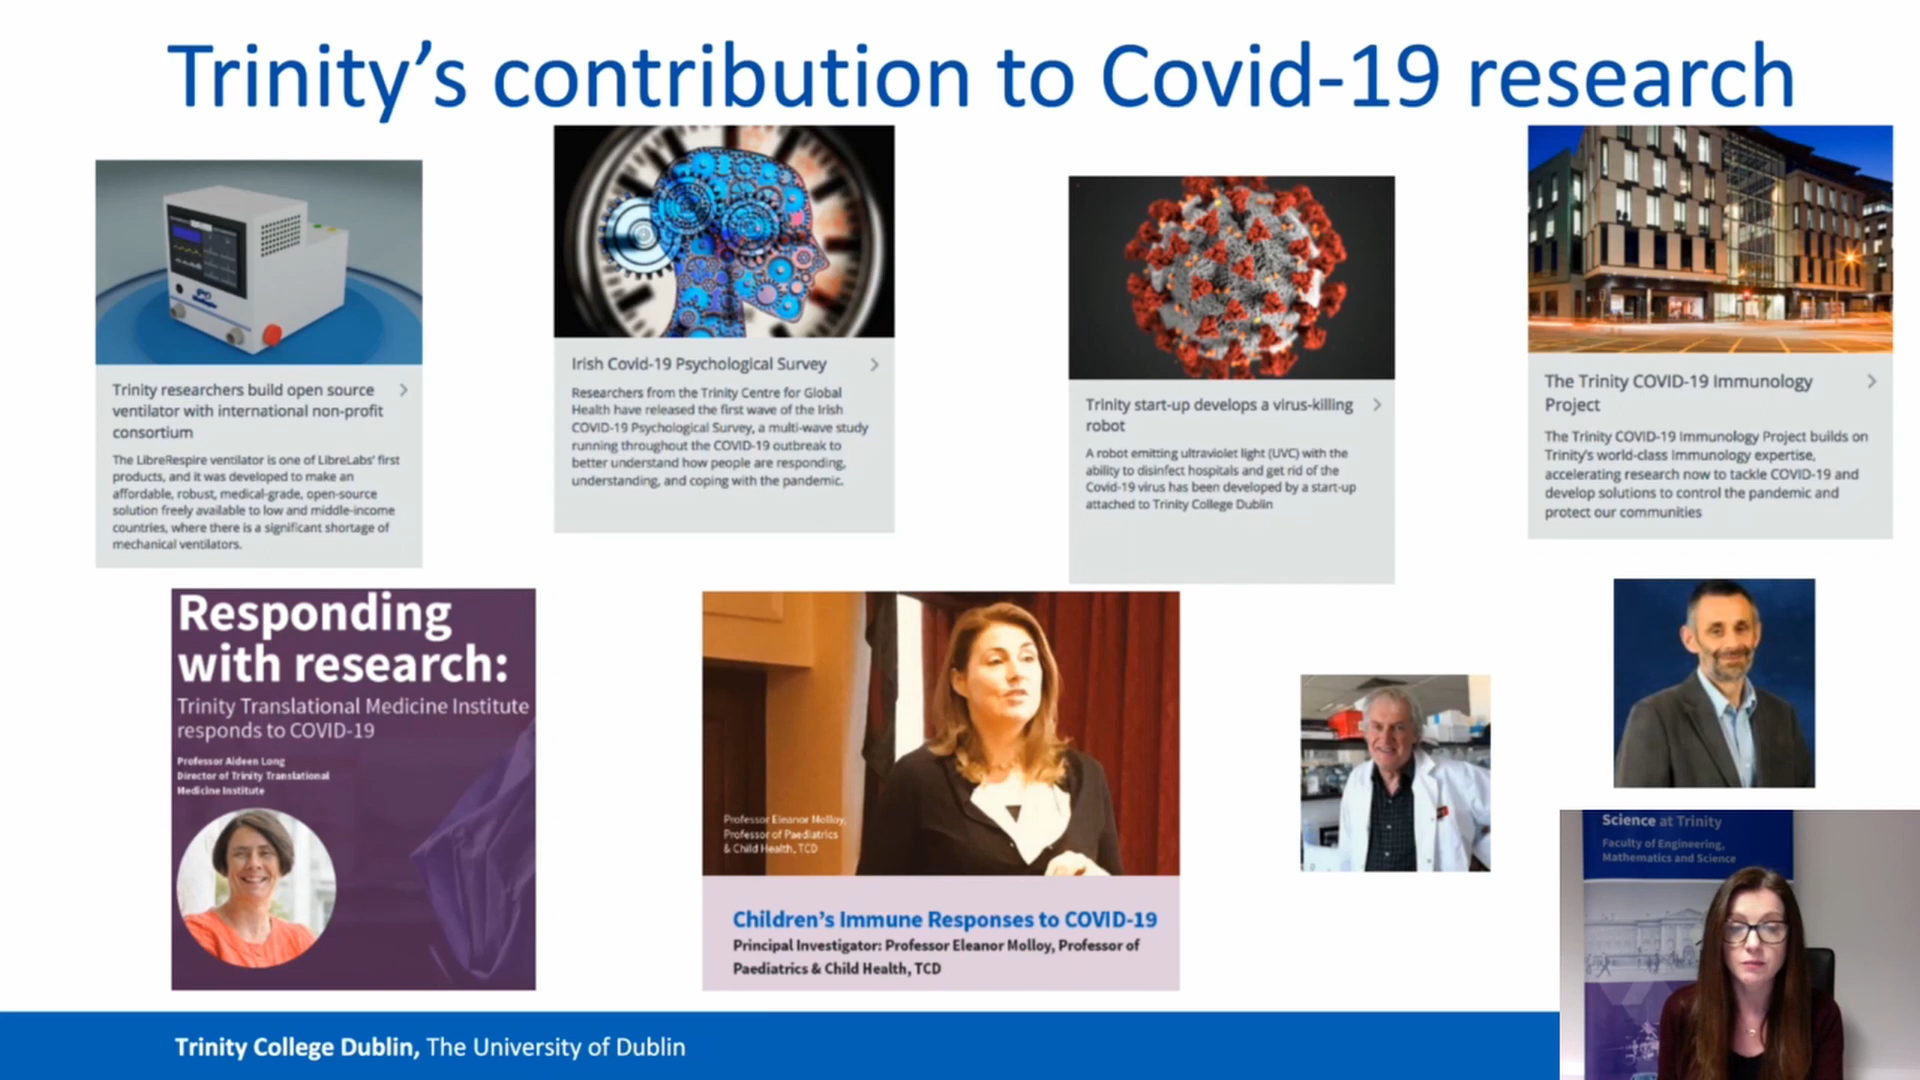 Trinity's contribution to Covid-19 research
Trinity researchers build open source
ventilator with international non-profit
consortium
The LibreRespire ventilator is one of LibreLabs' first
products, and it was developed to make an
affordable, robust, medical-grade, open-source
solution freely available to low and middle-income
countries, where there is a significant shortage of
mechanical ventilators.
Irish Covid-19 Psychological Survey
Researchers from the Trinity Centre for Global
Health have released the first wave of the Irish
COVID-19 Psychological Survey, a multi-wave study
running throughout the COVID-19 outbreak to
better understand how people are responding,
understanding, and coping with the pandemic.
Trinity start-up develops a virus-killing
robot
A robot emitting ultraviolet light (UVC) with the
ability to disinfect hospitals and get rid of the
Covid-19 virus has been developed by a start-up
attached to Trinity College Dublin
The Trinity COVID-19 Immunology
Project
The Trinity COVID-19 Immunology Project builds on
Trinity's world-class Immunology expertise,
accelerating research now to tackle COVID-19 and
develop solutions to control the pandemic and
protect our communities
Responding
with research:
Trinity Translational Medicine Institute
responds to COVID-19
Professor Aideen Long
Director of Trinity Translational
Medicine Institute
Professor Eleanor Molloy,
Professor of Paediatrics
& Child Health, TCD
Children's Immune Responses to COVID-19
Principal Investigator: Professor Eleanor Molloy, Professor of
Paediatrics & Child Health, TCD
Science at Trinity
Faculty of Engineering,
Mathematics and Science
Trinity College Dublin, The University of Dublin